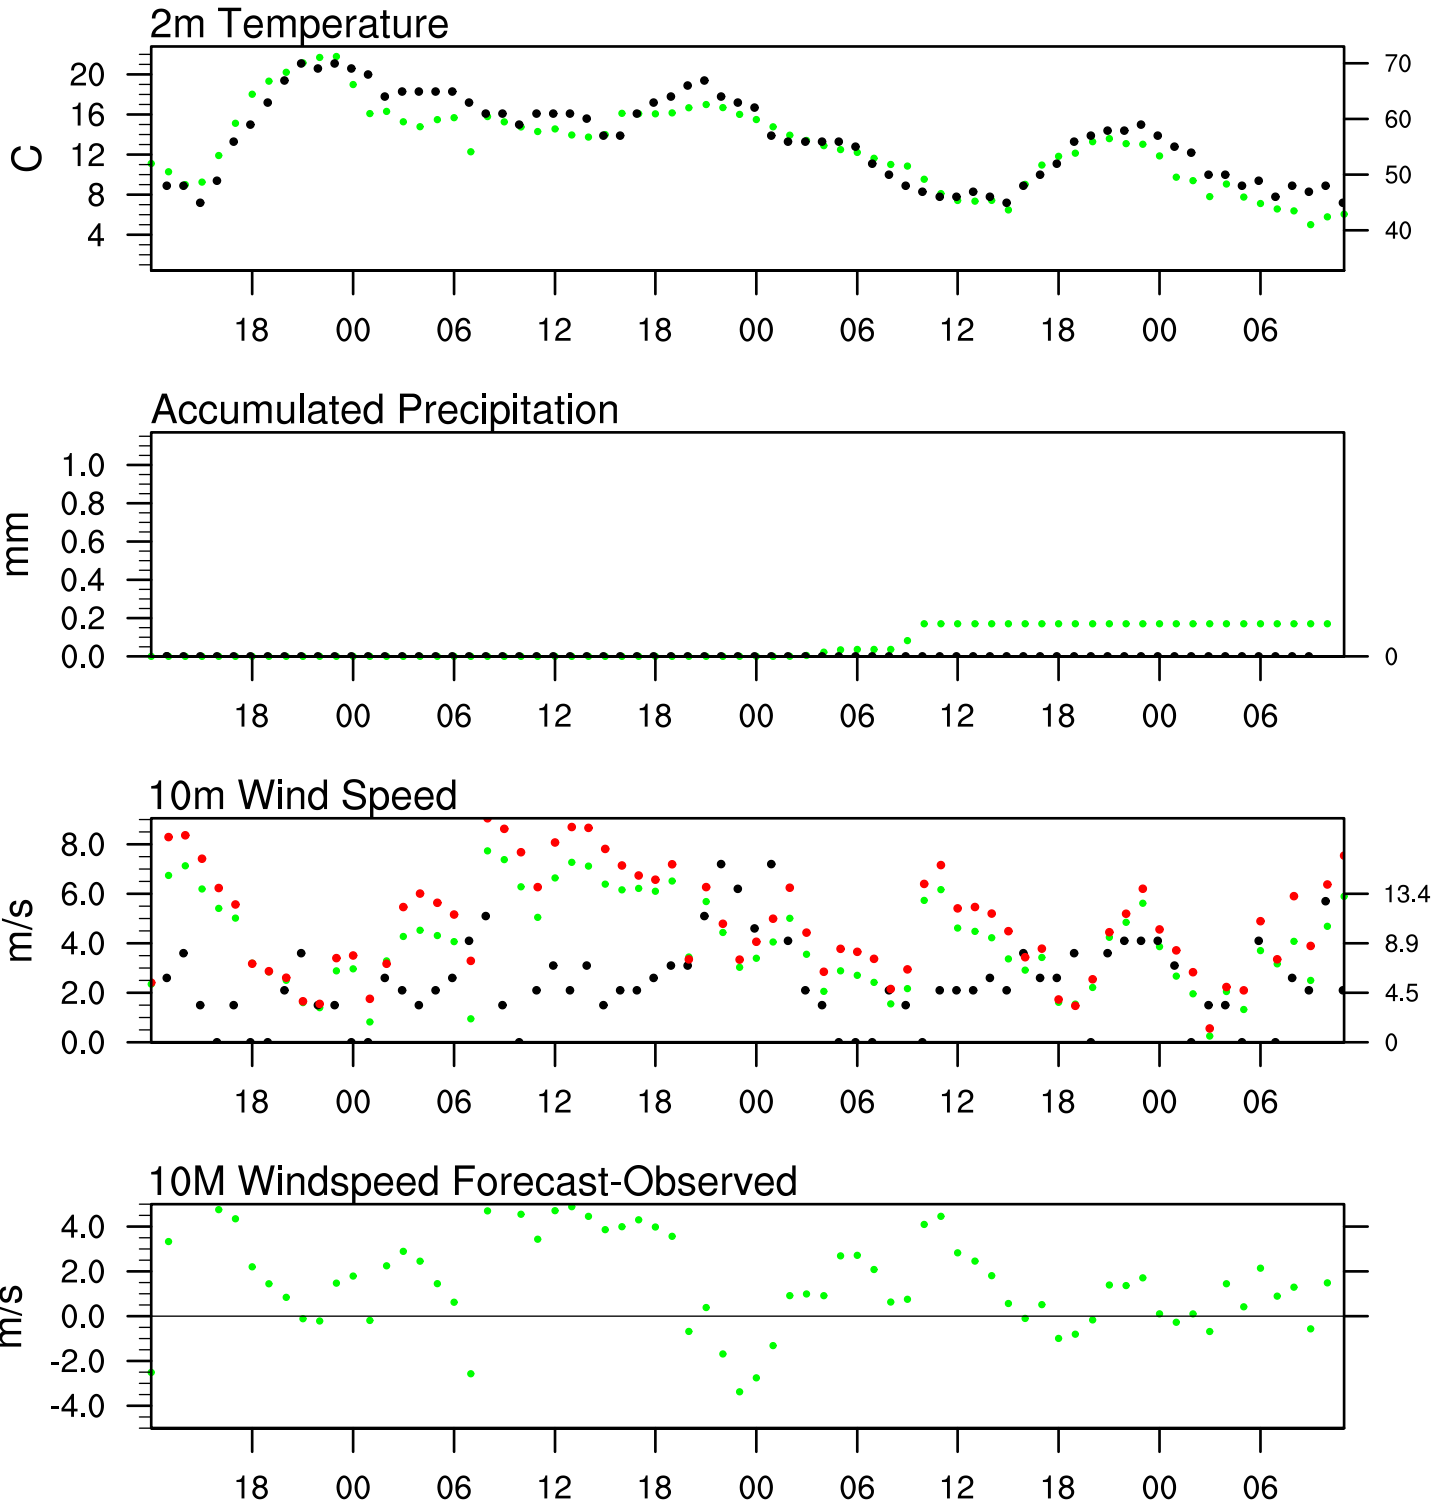 2m Temperature
20
16
12
8
4
C
70
60
50
40
18 00 06 12 18 00 06 12 18 00 06
Accumulated Precipitation
1.0
0.8
0.6
0.4
0.2
0.0
mm
0
18 00 06 12 18 00 06 12 18 00 06
10m Wind Speed
8.0
6.0
4.0
2.0
0.0
m/s
13.4
8.9
4.5
0
18 00 06 12 18 00 06 12 18 00 06
10M Windspeed Forecast-Observed
4.0
2.0
0.0
-2.0
-4.0
m/s
18 00 06 12 18 00 06 12 18 00 06